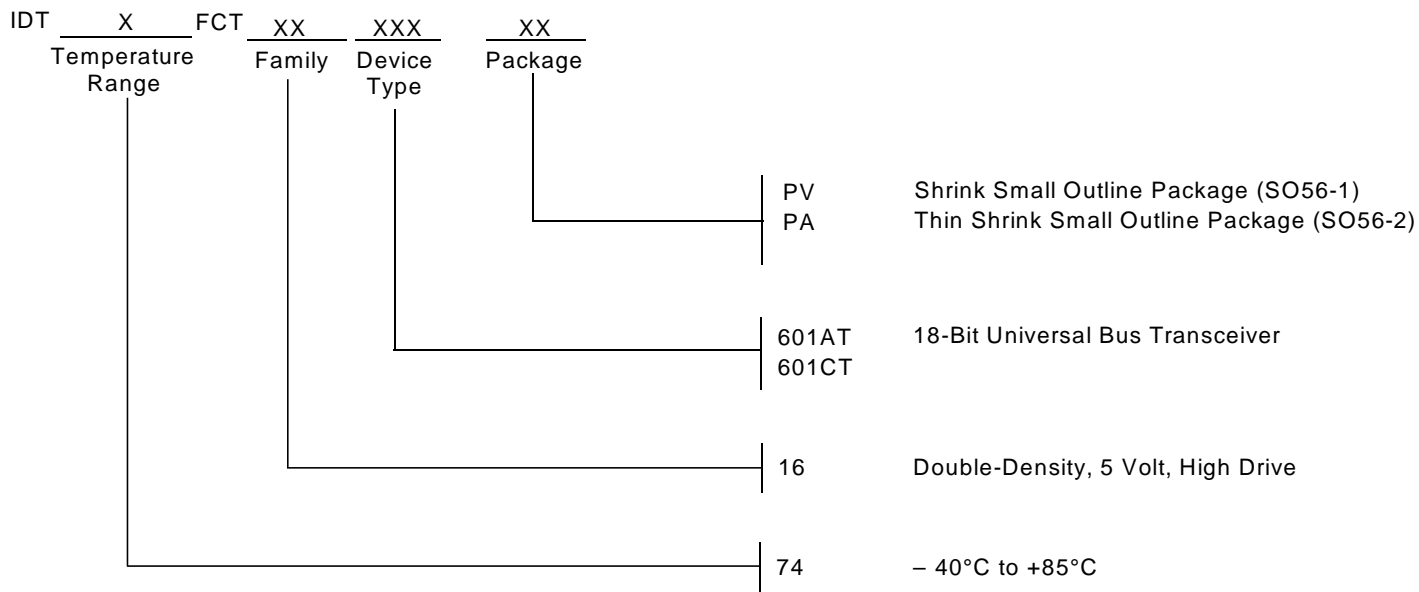 IDT X FCT XX XXX XX
Temperature Range Family Device Type Package
PV Shrink Small Outline Package (SO56-1)
PA Thin Shrink Small Outline Package (SO56-2)
601AT 18-Bit Universal Bus Transceiver
601CT
16 Double-Density, 5 Volt, High Drive
74 – 40°C to +85°C